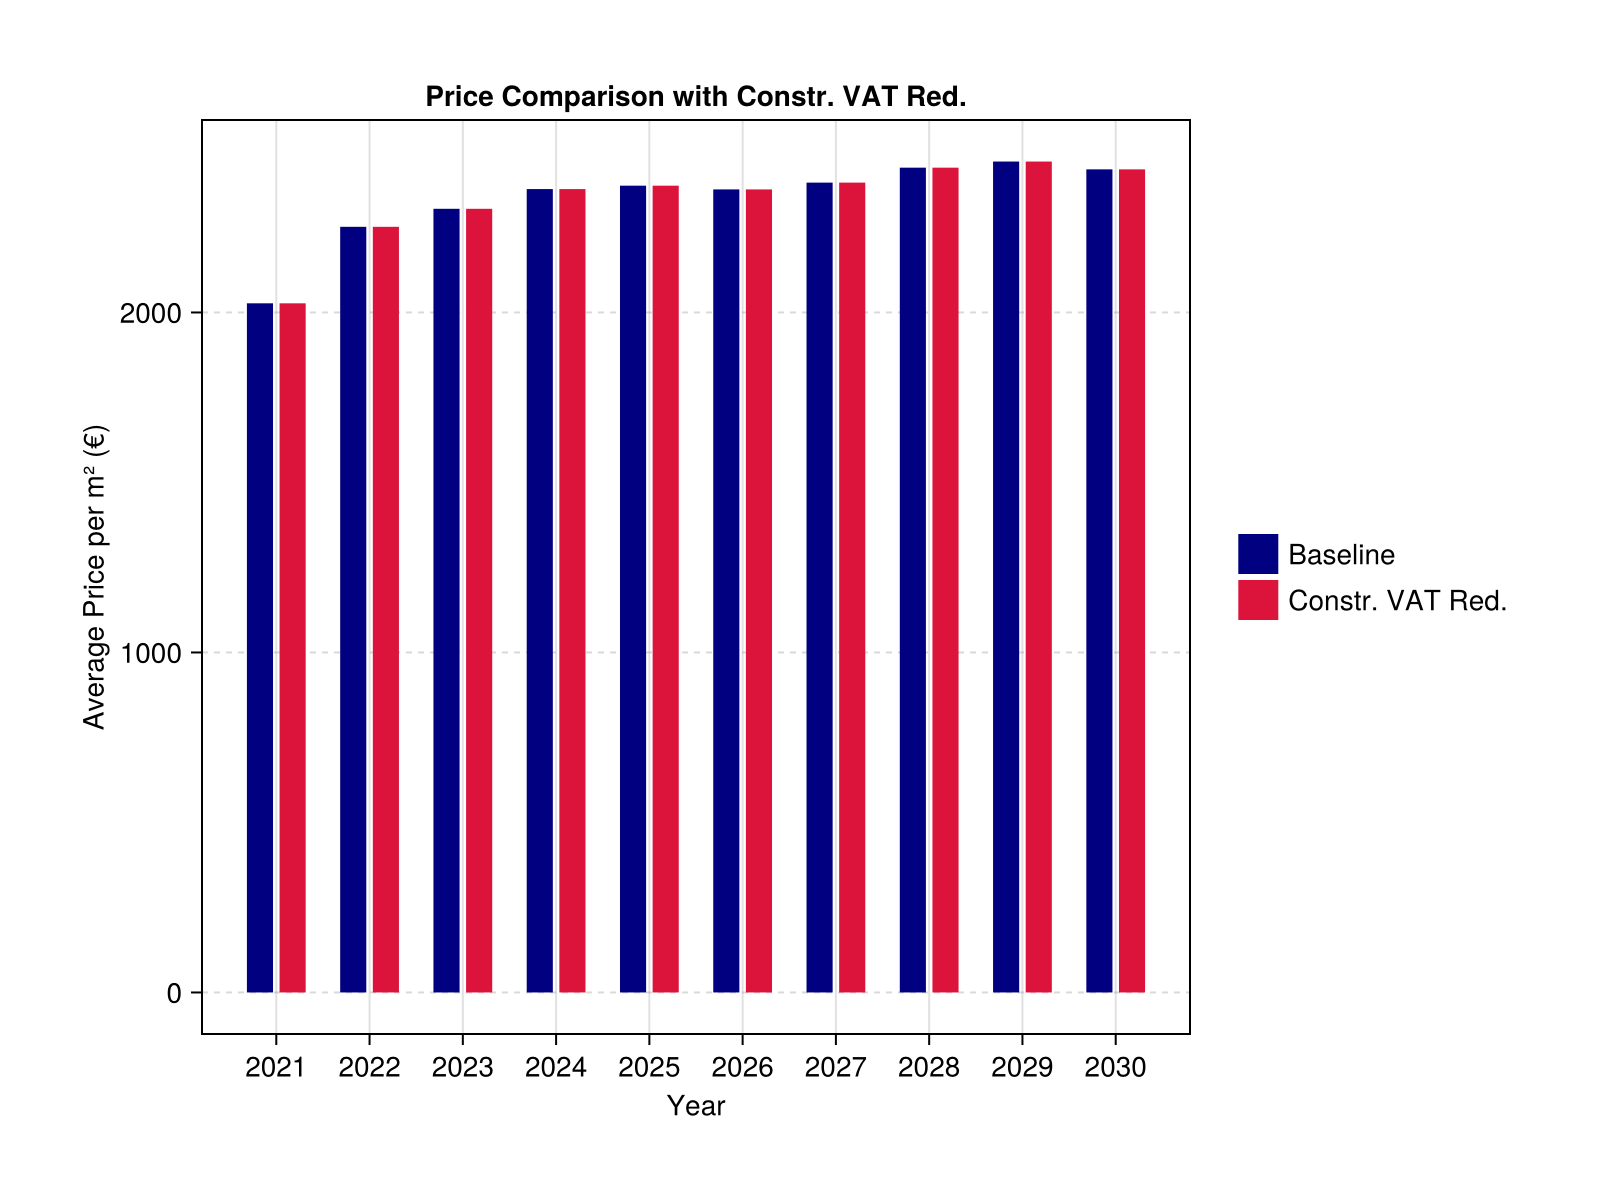 Price Comparison with Constr. VAT Red.
Average Price per m² (€)
2000
1000
0
2021 2022 2023 2024 2025 2026 2027 2028 2029 2030
Year
Baseline
Constr. VAT Red.